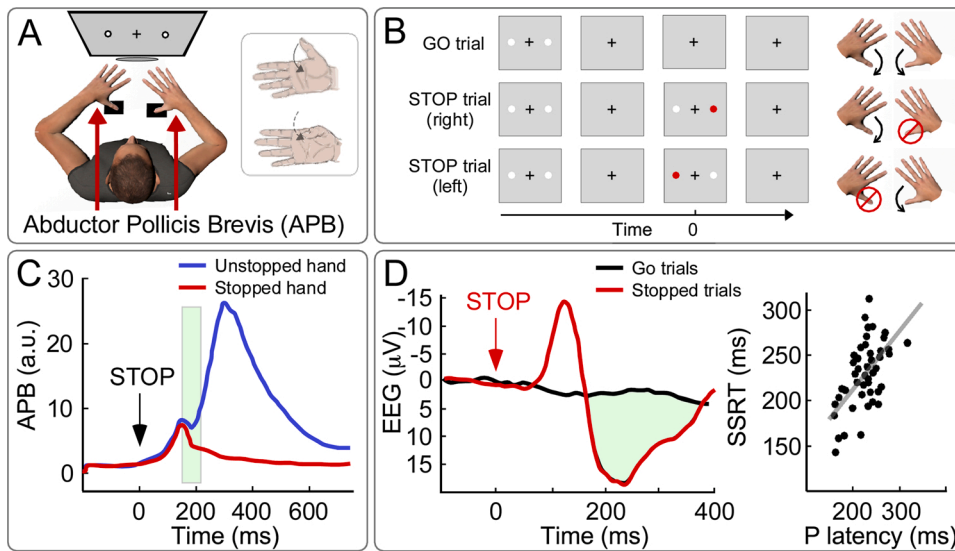 A
Abductor Pollicis Brevis (APB)
B
GO trial
STOP trial
(right)
STOP trial
(left)
Time 0
C
Unstopped hand
Stopped hand
30
20
10
0
APB (a.u.)
STOP
0 200 400 600
Time (ms)
D
Go trials
Stopped trials
-15
-10
-5
0
5
10
15
EEG (μV),
STOP
0 200 400
Time (ms)
300
250
200
150
SSRT (ms)
200 300
P latency (ms)